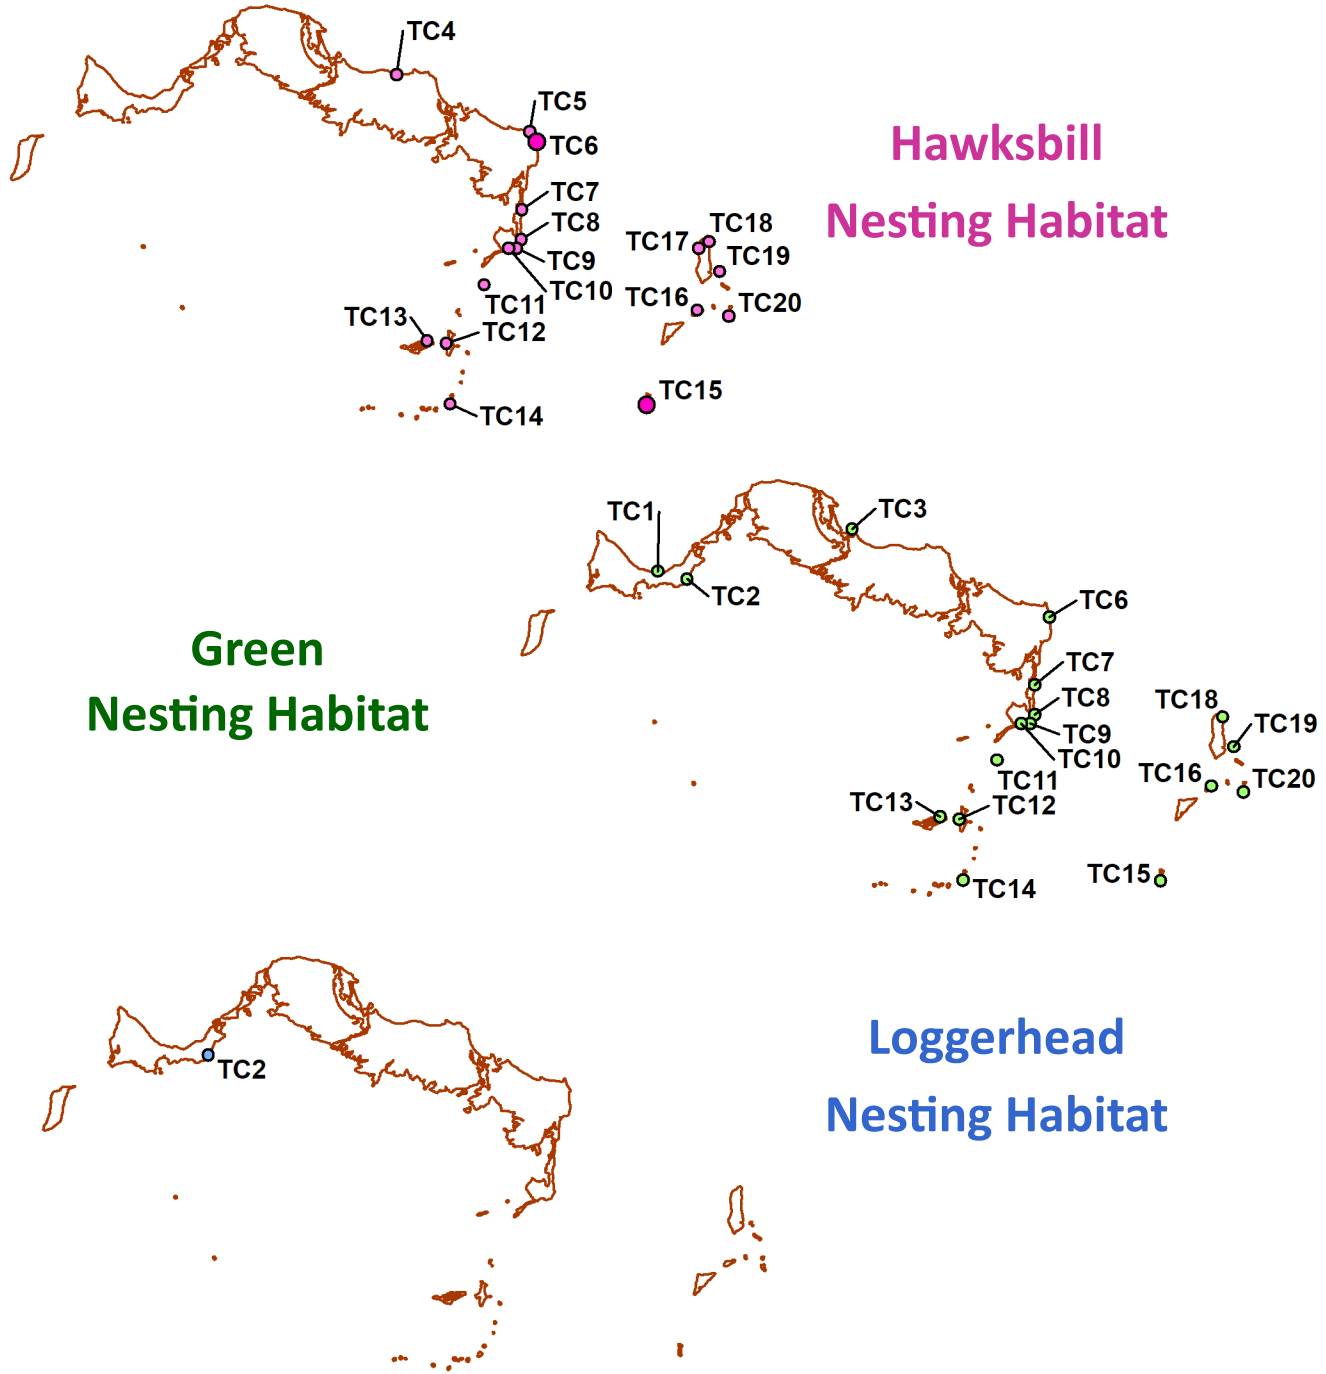 TC4
TC5
TC6
TC7
TC8
TC9
TC10
TC11
TC12
TC13
TC14
TC18
TC17
TC19
TC16
TC20
TC15
Hawksbill
Nesting Habitat
TC1
TC2
TC3
TC6
TC7
TC8
TC9
TC10
TC11
TC12
TC13
TC14
TC18
TC19
TC16
TC20
TC15
Green
Nesting Habitat
TC2
Loggerhead
Nesting Habitat